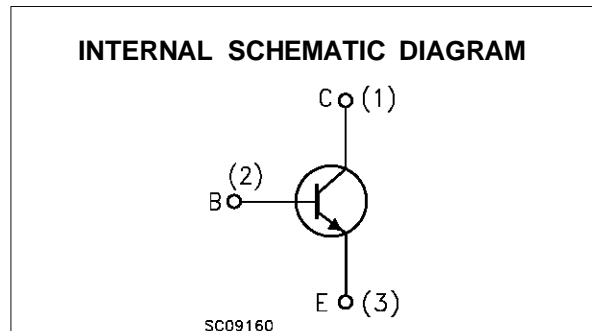 INTERNAL SCHEMATIC DIAGRAM
C (1)
(2)
B
E (3)
SC09160